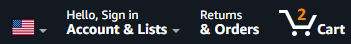 Hello, Sign in
Account & Lists
Returns
& Orders
2
Cart